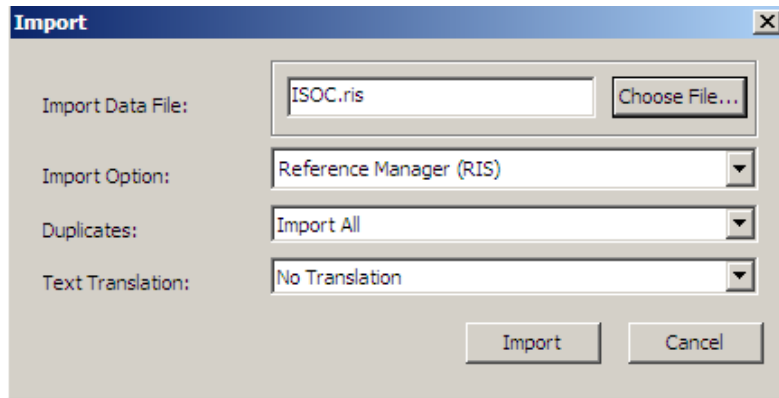 Import
Import Data File:
ISOC.ris
Choose File...
Import Option:
Reference Manager (RIS)
Duplicates:
Import All
Text Translation:
No Translation
Import
Cancel